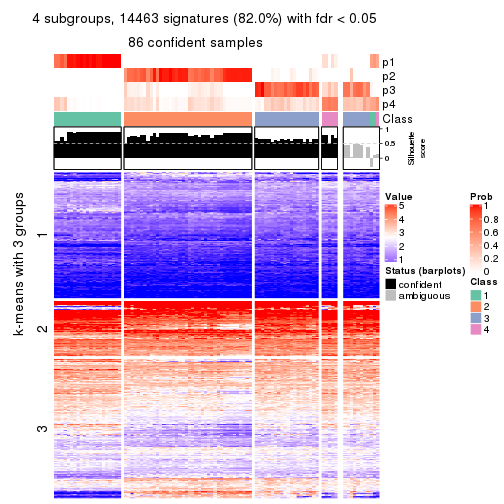 4 subgroups, 14463 signatures (82.0%) with fdr < 0.05
86 confident samples
p1
p2
p3
p4
Class
1
0.5
0
Silhouette
score
k-means with 3 groups
1
2
3
Value
5
4
3
2
1
Status (barplots)
confident
ambiguous
Prob
1
0.8
0.6
0.4
0.2
0
Class
1
2
3
4